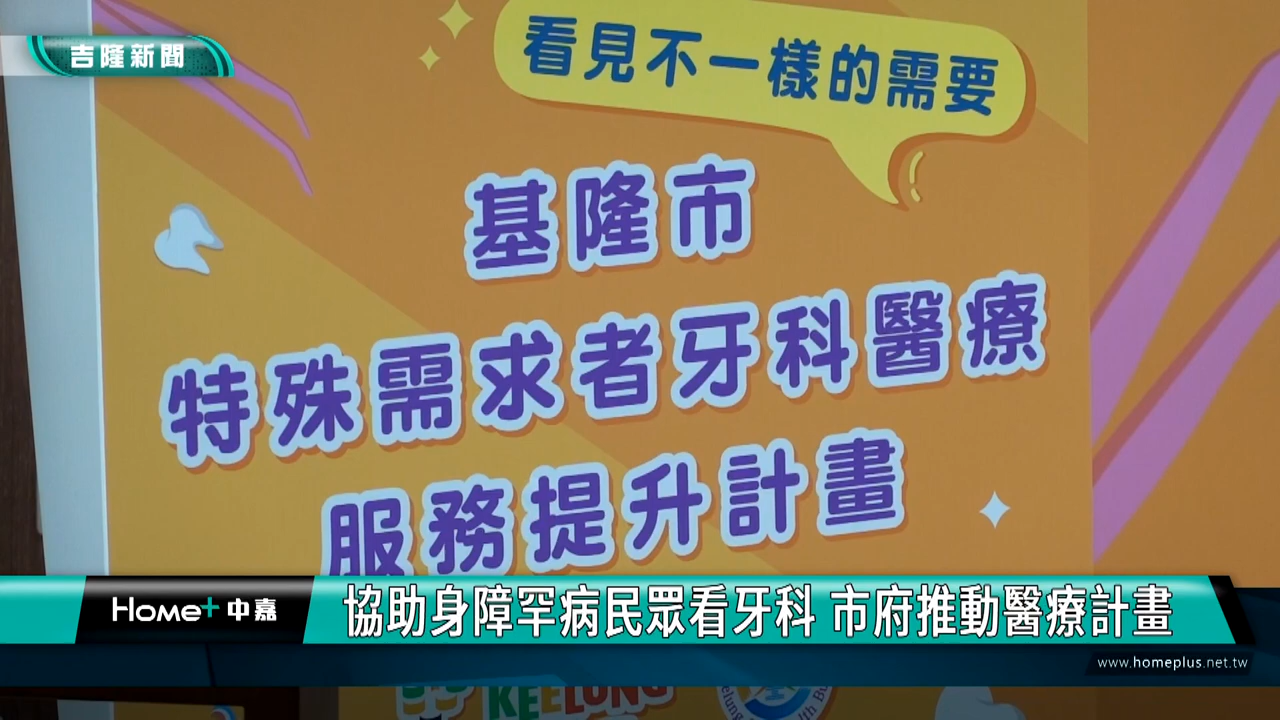 吉隆新聞
看見不一樣的需要
基隆市
特殊需求者牙科醫療
服務提升計畫
Home+ 中嘉
協助身障罕病民眾看牙科 市府推動醫療計畫
www.homeplus.net.tw
KEELUNG